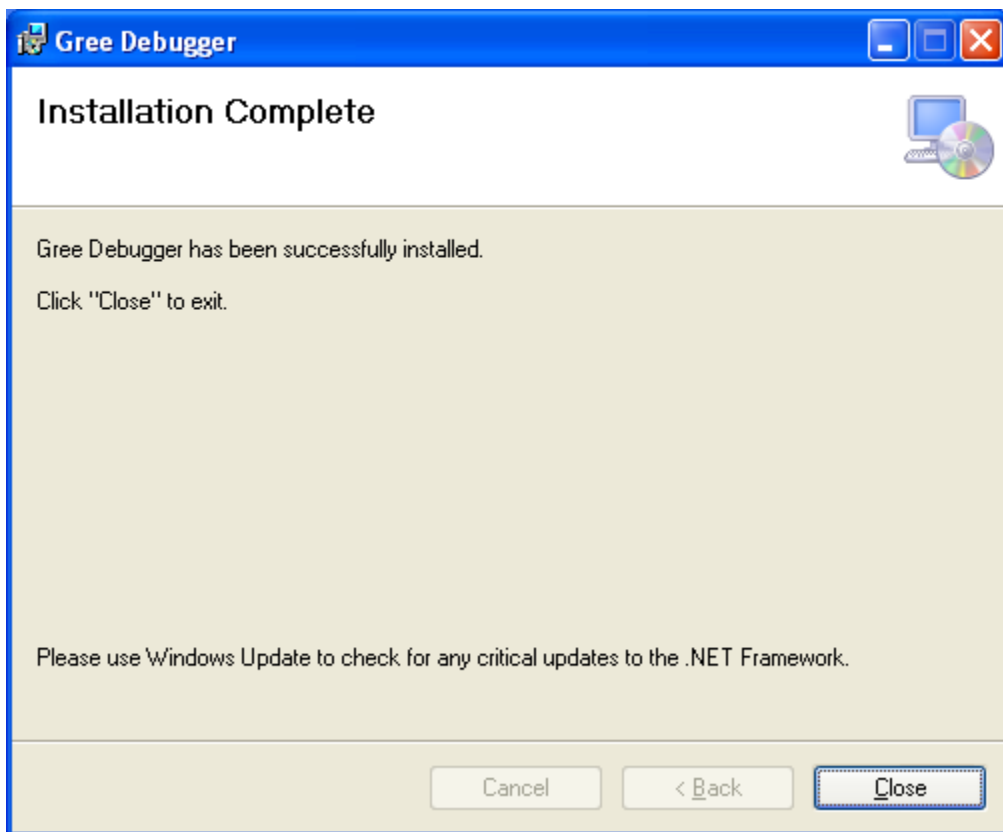 Gree Debugger
Installation Complete
Gree Debugger has been successfully installed.
Click "Close" to exit.
Please use Windows Update to check for any critical updates to the .NET Framework.
Cancel
< Back
Close